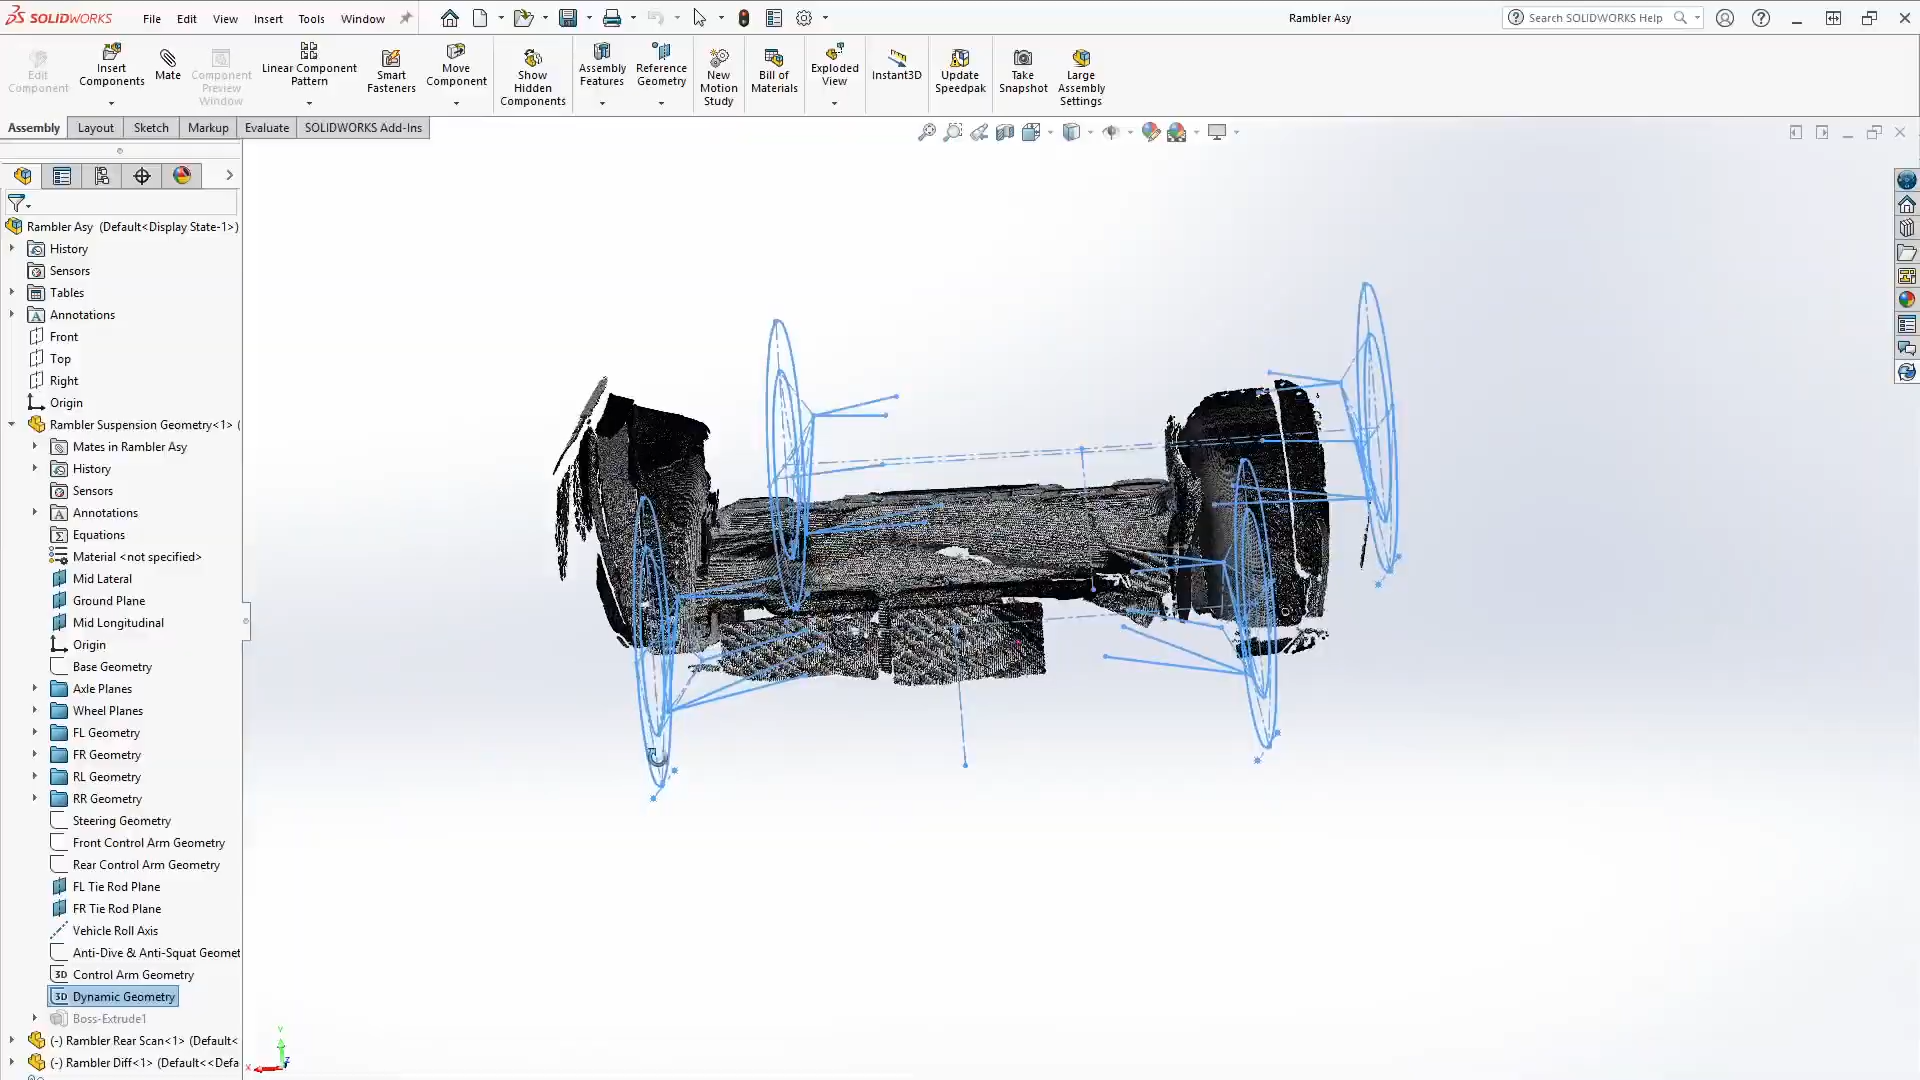 SOLIDWORKS
File Edit View Insert Tools Window
Rambler Asy
Search SOLIDWORKS Help
Edit Component
Insert Components
Mate
Component Preview Window
Linear Component Pattern
Smart Fasteners
Move Component
Show Hidden Components
Assembly Features
Reference Geometry
New Motion Study
Bill of Materials
Exploded View
Instant3D
Update Speedpak
Take Snapshot
Large Assembly Settings
Assembly Layout Sketch Markup Evaluate SOLIDWORKS Add-Ins
Rambler Asy (Default<Display State-1>)
History
Sensors
Tables
Annotations
Front
Top
Right
Origin
Rambler Suspension Geometry<1> (
Mates in Rambler Asy
History
Sensors
Annotations
Equations
Material <not specified>
Mid Lateral
Ground Plane
Mid Longitudinal
Origin
Base Geometry
Axle Planes
Wheel Planes
FL Geometry
FR Geometry
RL Geometry
RR Geometry
Steering Geometry
Front Control Arm Geometry
Rear Control Arm Geometry
FL Tie Rod Plane
FR Tie Rod Plane
Vehicle Roll Axis
Anti-Dive & Anti-Squat Geomet
3D Control Arm Geometry
3D Dynamic Geometry
Boss-Extrude1
(-) Rambler Rear Scan<1> (Default<
(-) Rambler Diff<1> (Default<<Defa
Y
X
Z